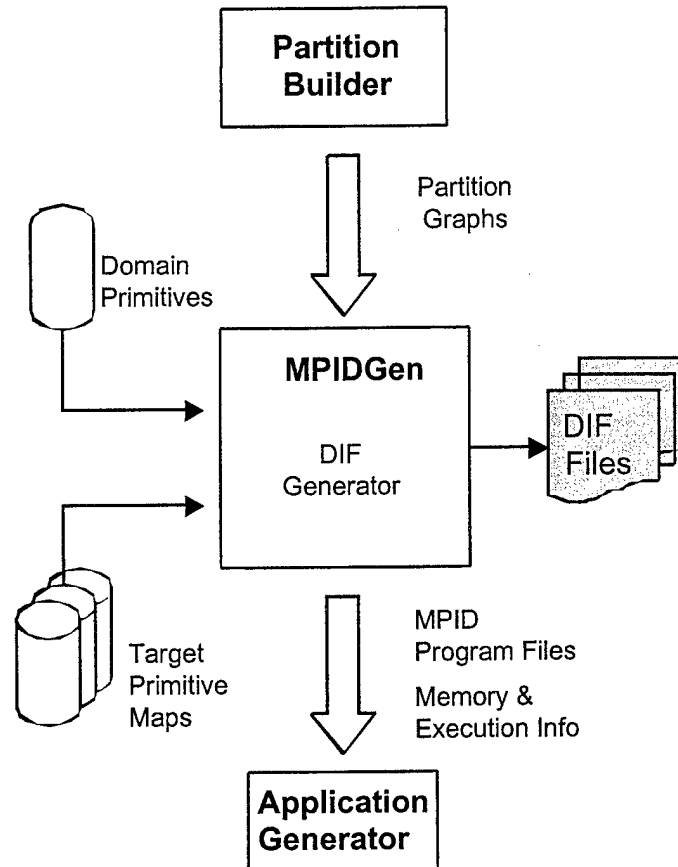 Partition
Builder
Partition
Graphs
Domain
Primitives
MPIDGen
DIF
Generator
DIF
Files
Target
Primitive
Maps
MPID
Program Files
Memory &
Execution Info
Application
Generator